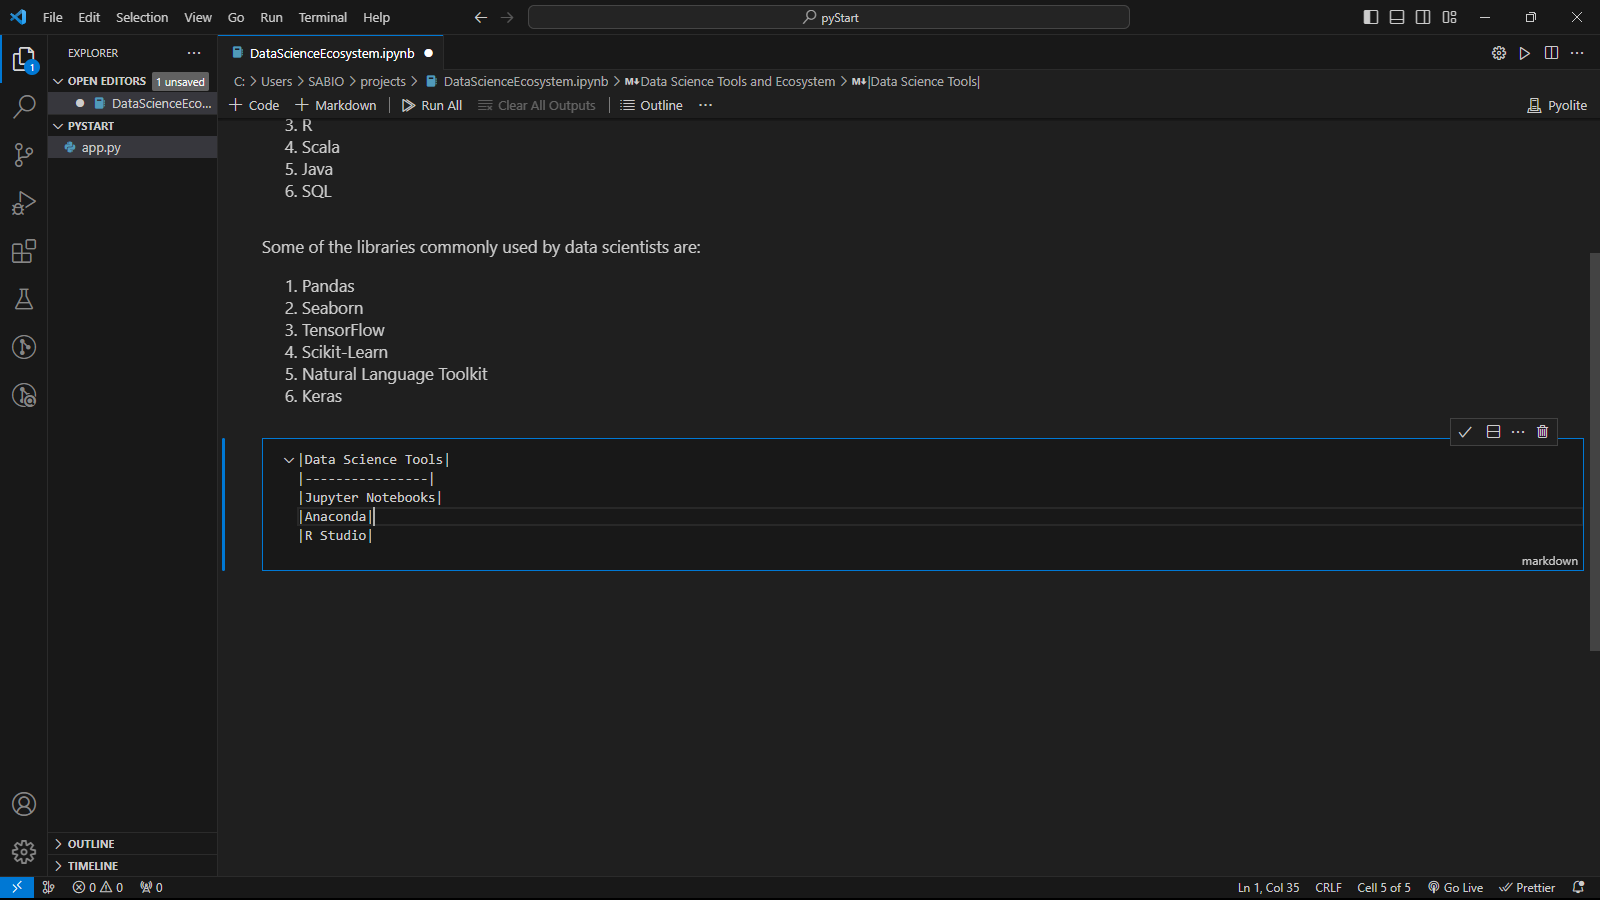 File Edit Selection View Go Run Terminal Help
pyStart
EXPLORER
DataScienceEcosystem.ipynb
OPEN EDITORS 1 unsaved
C: > Users > SABIO > projects > DataScienceEcosystem.ipynb > M↓Data Science Tools and Ecosystem > M↓|Data Science Tools|
1
DataScienceEco...
+ Code + Markdown Run All Clear All Outputs Outline ...
Pyolite
PYSTART
app.py
3. R
4. Scala
5. Java
6. SQL
Some of the libraries commonly used by data scientists are:
1. Pandas
2. Seaborn
3. TensorFlow
4. Scikit-Learn
5. Natural Language Toolkit
6. Keras
|Data Science Tools|
|----------------|
|Jupyter Notebooks|
|Anaconda|
|R Studio|
markdown
OUTLINE
TIMELINE
0 0 0
Ln 1, Col 35 CRLF Cell 5 of 5 Go Live Prettier